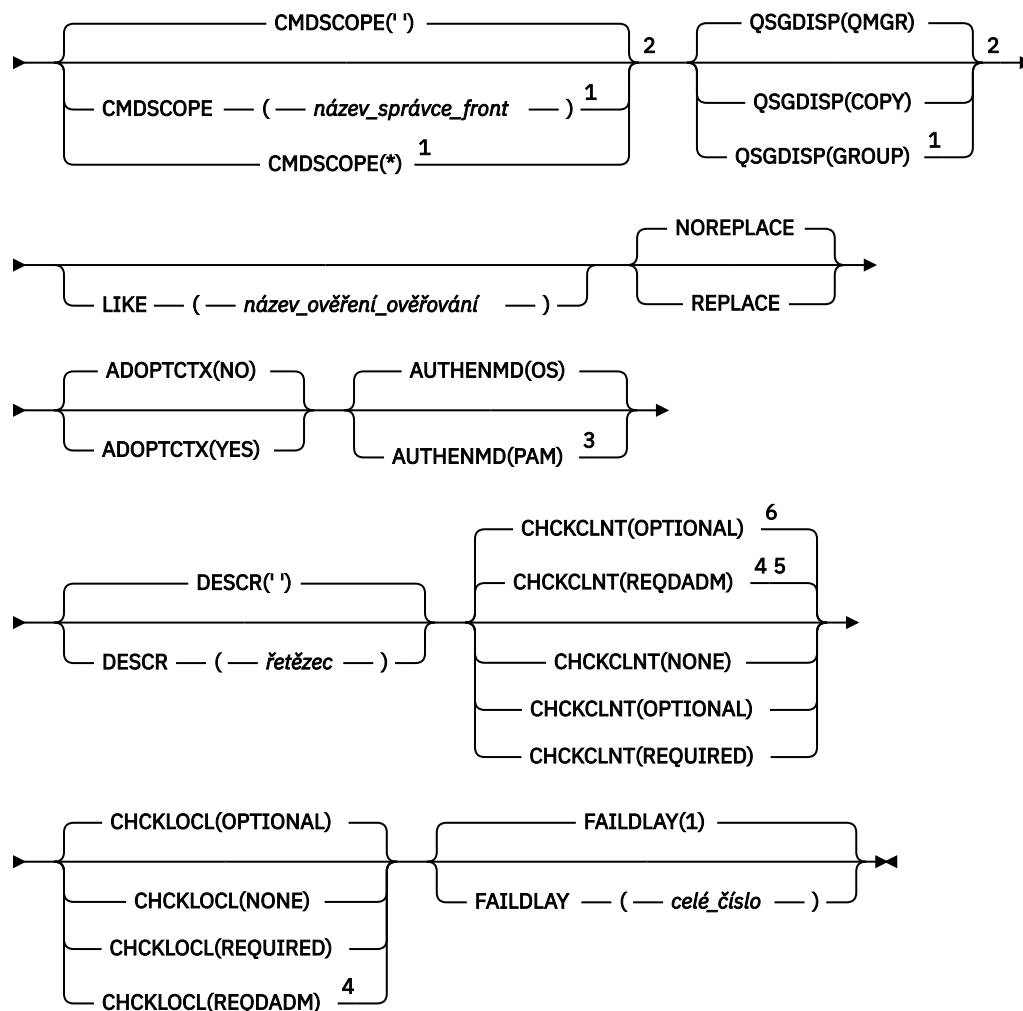 CMDSCOPE(' ') 2
CMDSCOPE ( název_správce_front ) 1
CMDSCOPE(*) 1
QSGDISP(QMGR) 2
QSGDISP(COPY)
QSGDISP(GROUP) 1
LIKE ( název_ověření_ověřování )
NOREPLACE
REPLACE
ADOPTCTX(NO)
ADOPTCTX(YES)
AUTHENMD(OS)
AUTHENMD(PAM) 3
DESCR(' ')
DESCR ( řetězec )
CHCKCLNT(OPTIONAL) 6
CHCKCLNT(REQDADM) 4 5
CHCKCLNT(NONE)
CHCKCLNT(OPTIONAL)
CHCKCLNT(REQUIRED)
CHCKLOCL(OPTIONAL)
CHCKLOCL(NONE)
CHCKLOCL(REQUIRED)
CHCKLOCL(REQDADM) 4
FAILDLAY(1)
FAILDLAY ( celé_číslo )